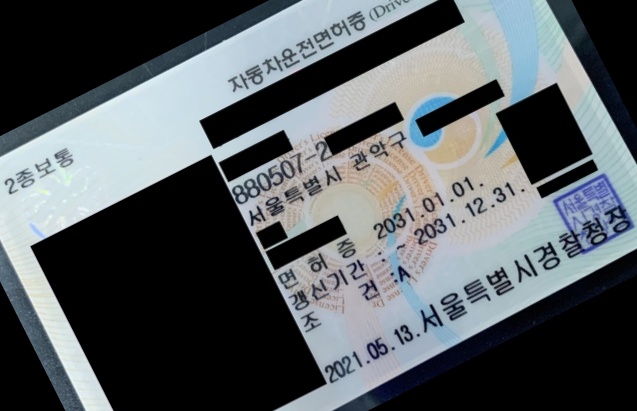 자동차운전면허증 (Drive
2종보통
880507-2
서울특별시 관악구
면 허 증 2031.01.01.
갱신기간 : ~ 2031.12.31.
조 건 :A
2021.05.13.서울특별시경찰청장